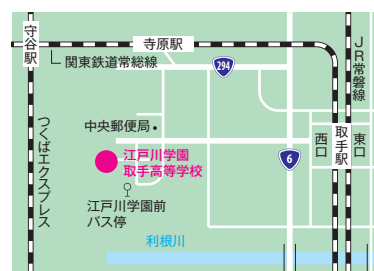 守谷駅
寺原駅
関東鉄道常総線
294
JR常磐線
中央郵便局
江戸川学園
取手高等学校
6
西口
取手駅
東口
つくばエクスプレス
江戸川学園前
バス停
利根川